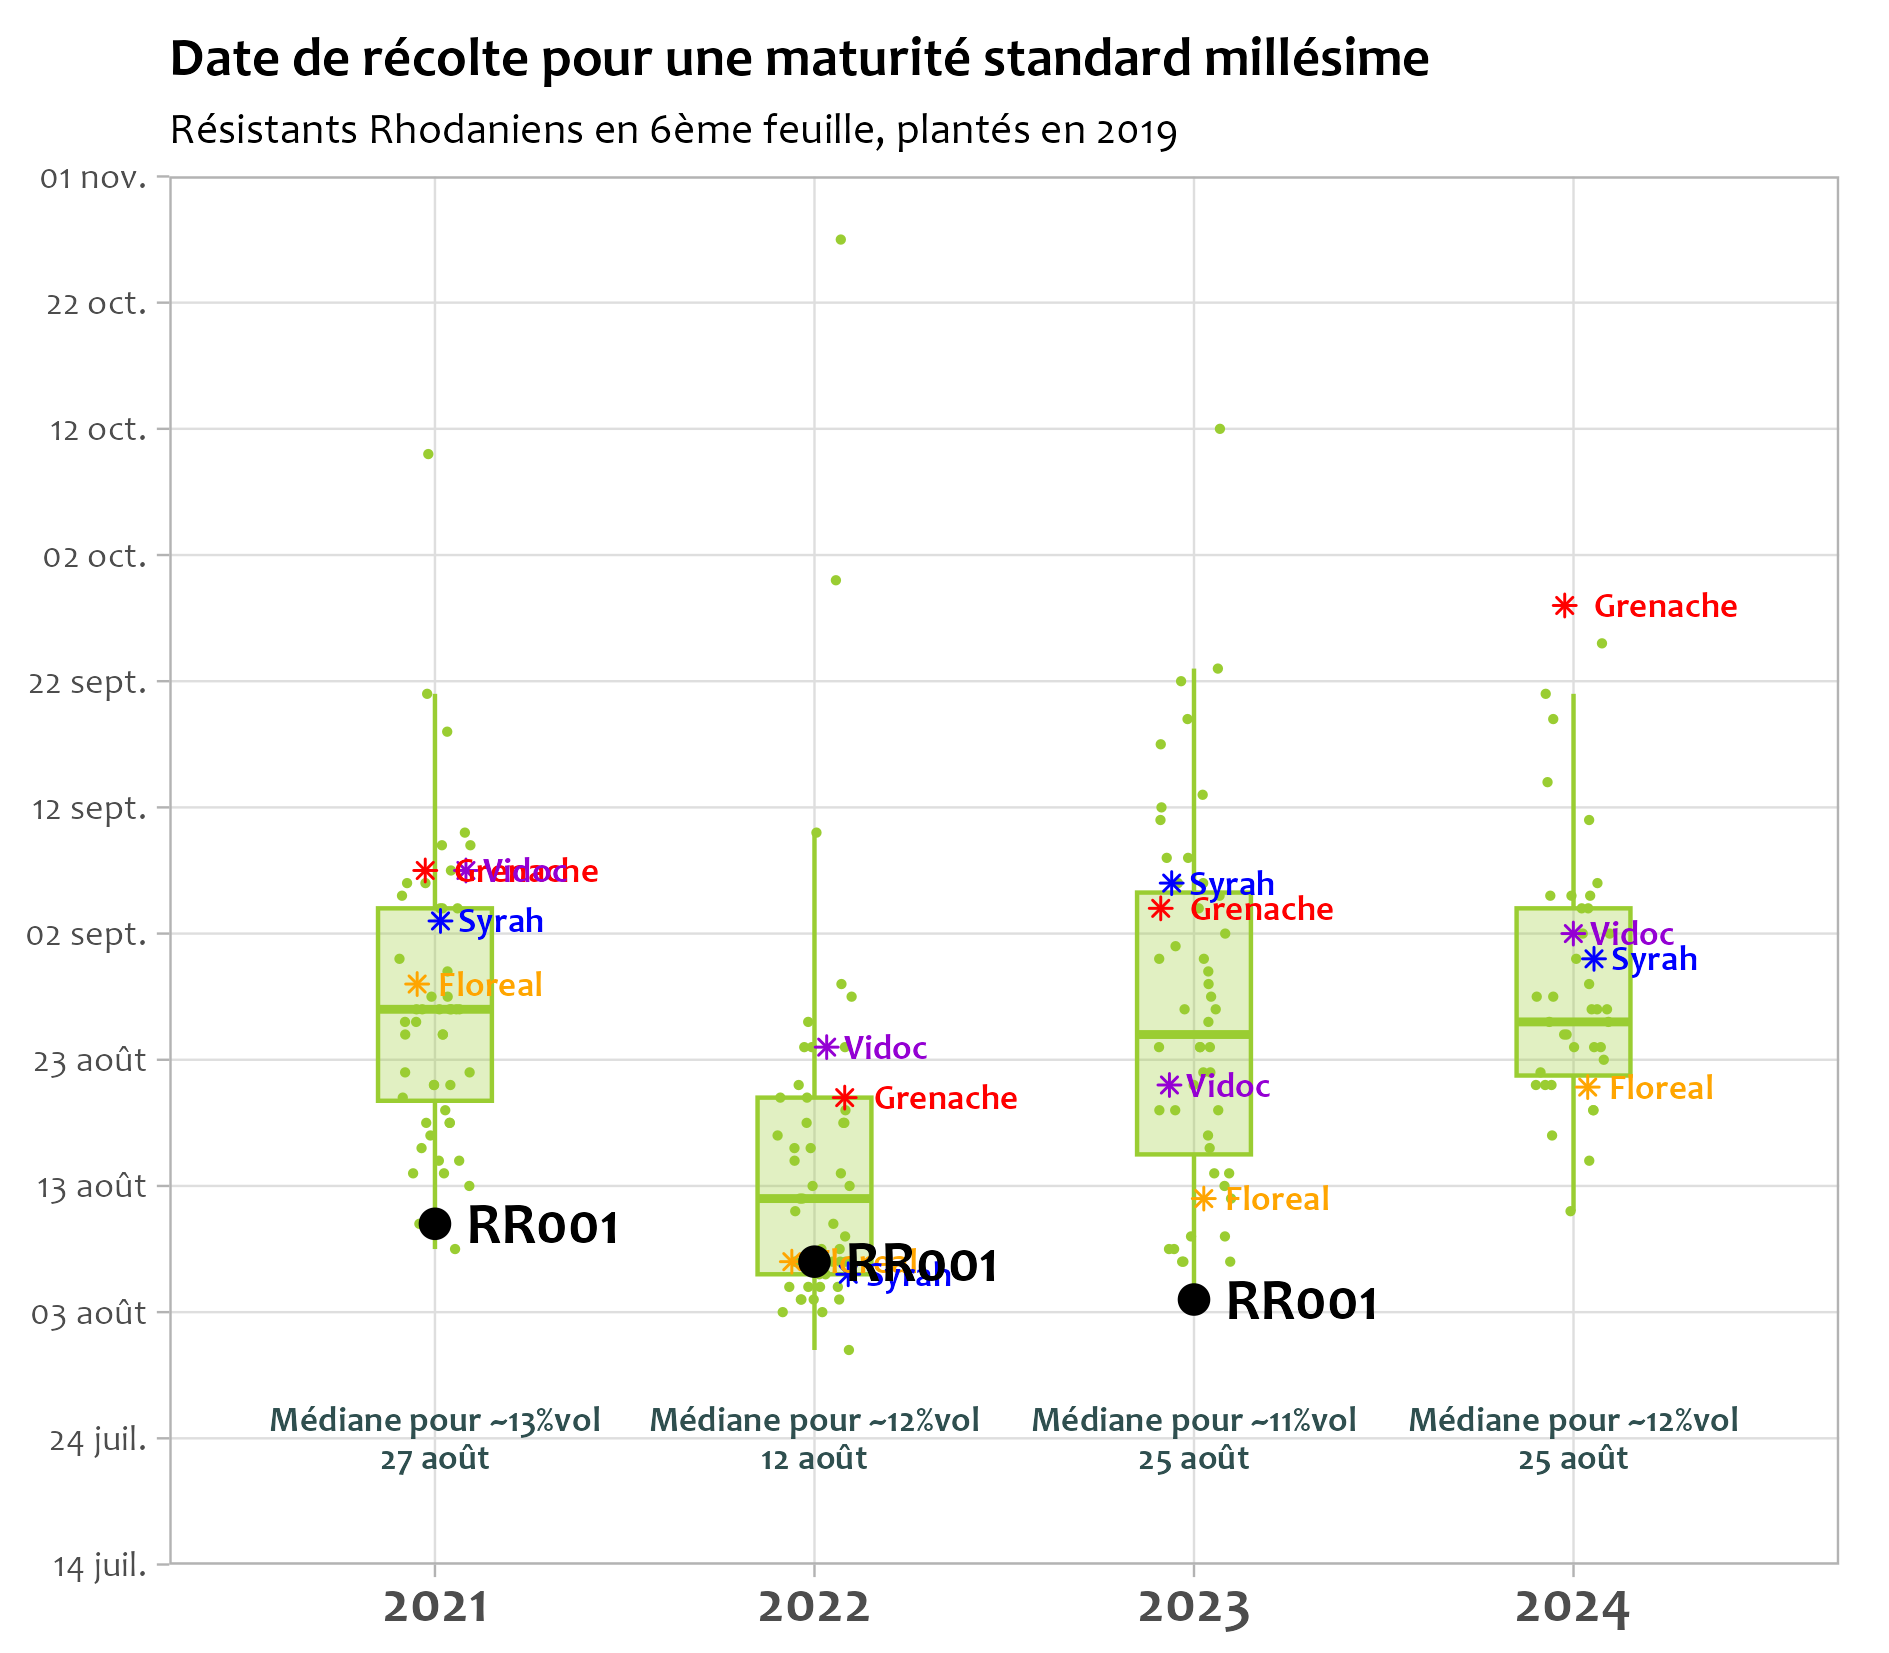 Date de récolte pour une maturité standard millésime
Résistants Rhodaniens en 6ème feuille, plantés en 2019
01 nov.
22 oct.
12 oct.
02 oct.
22 sept.
12 sept.
02 sept.
23 août
13 août
03 août
24 juil.
14 juil.
Grenache
Vidoc
Syrah
Floreal
RR001
Vidoc
Grenache
Floreal
RR001
Syrah
Syrah
Grenache
Vidoc
Floreal
RR001
Grenache
Vidoc
Syrah
Floreal
Médiane pour ~13%vol
27 août
Médiane pour ~12%vol
12 août
Médiane pour ~11%vol
25 août
Médiane pour ~12%vol
25 août
2021
2022
2023
2024